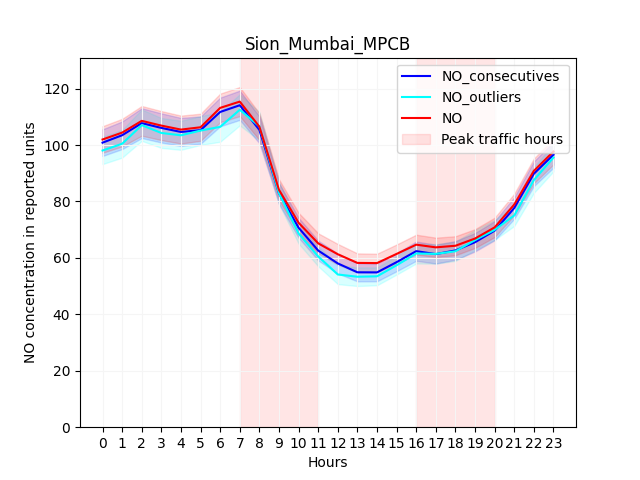 Sion_Mumbai_MPCB
NO concentration in reported units
120
100
80
60
40
20
0
NO_consecutives
NO_outliers
NO
Peak traffic hours
0 1 2 3 4 5 6 7 8 9 10 11 12 13 14 15 16 17 18 19 20 21 22 23
Hours